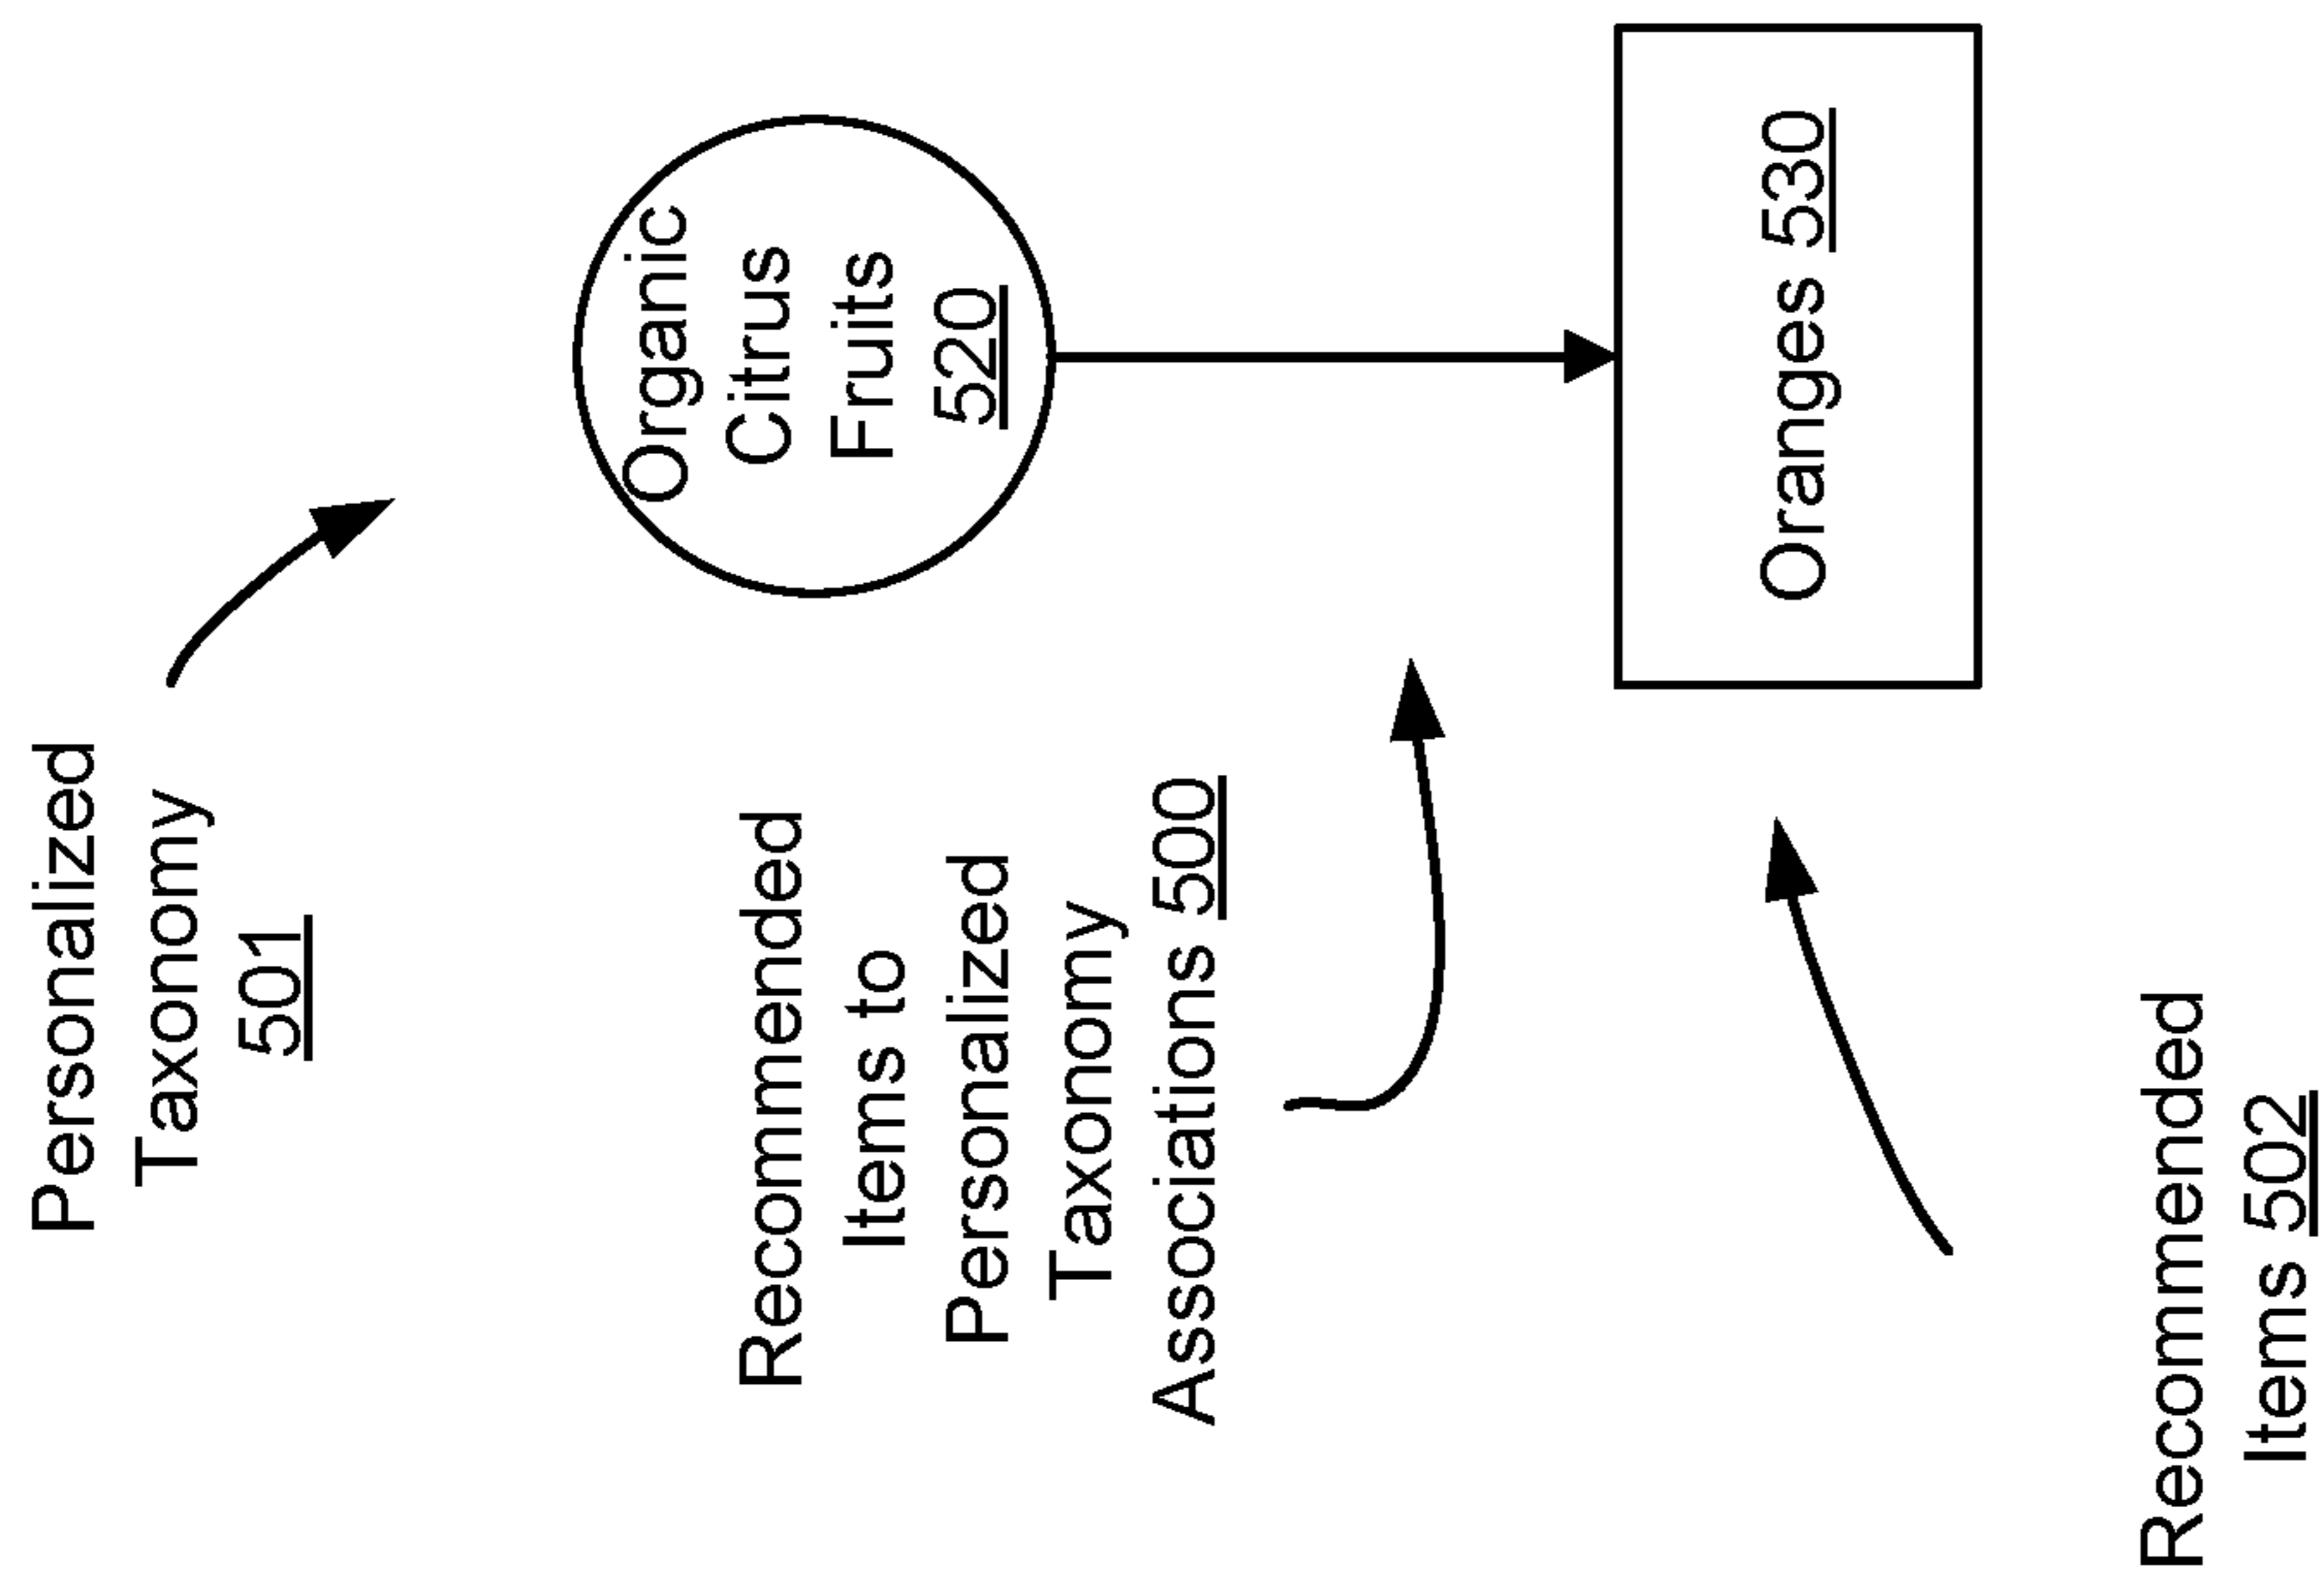 Personalized
Taxonomy
501
Organic
Citrus
Fruits
520
Recommended
Items to
Personalized
Taxonomy
Associations 500
Oranges 530
Recommended
Items 502